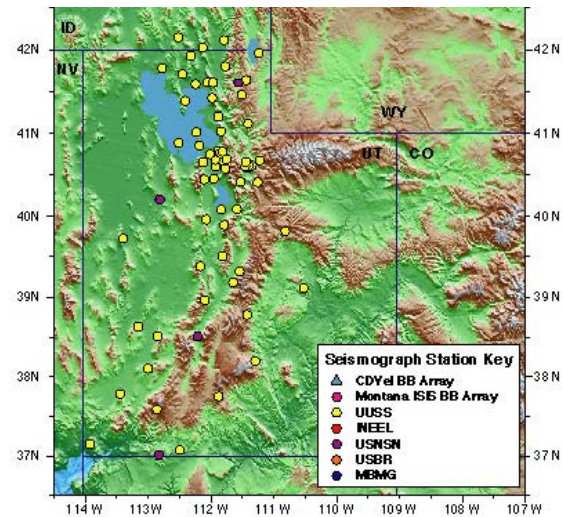 42N ID 42N
NV
WY
41N 41N
UT CO
40N 40N
39N 39N
38N 38N
Seismograph Station Key
CDYel BB Array
Montana ISIS BB Array
UUSS
INEEL
USNSN
USBR
MBMG
37N 37N
114 W 113W 112 W 111 W 110 W 109 W 108 W 107 W